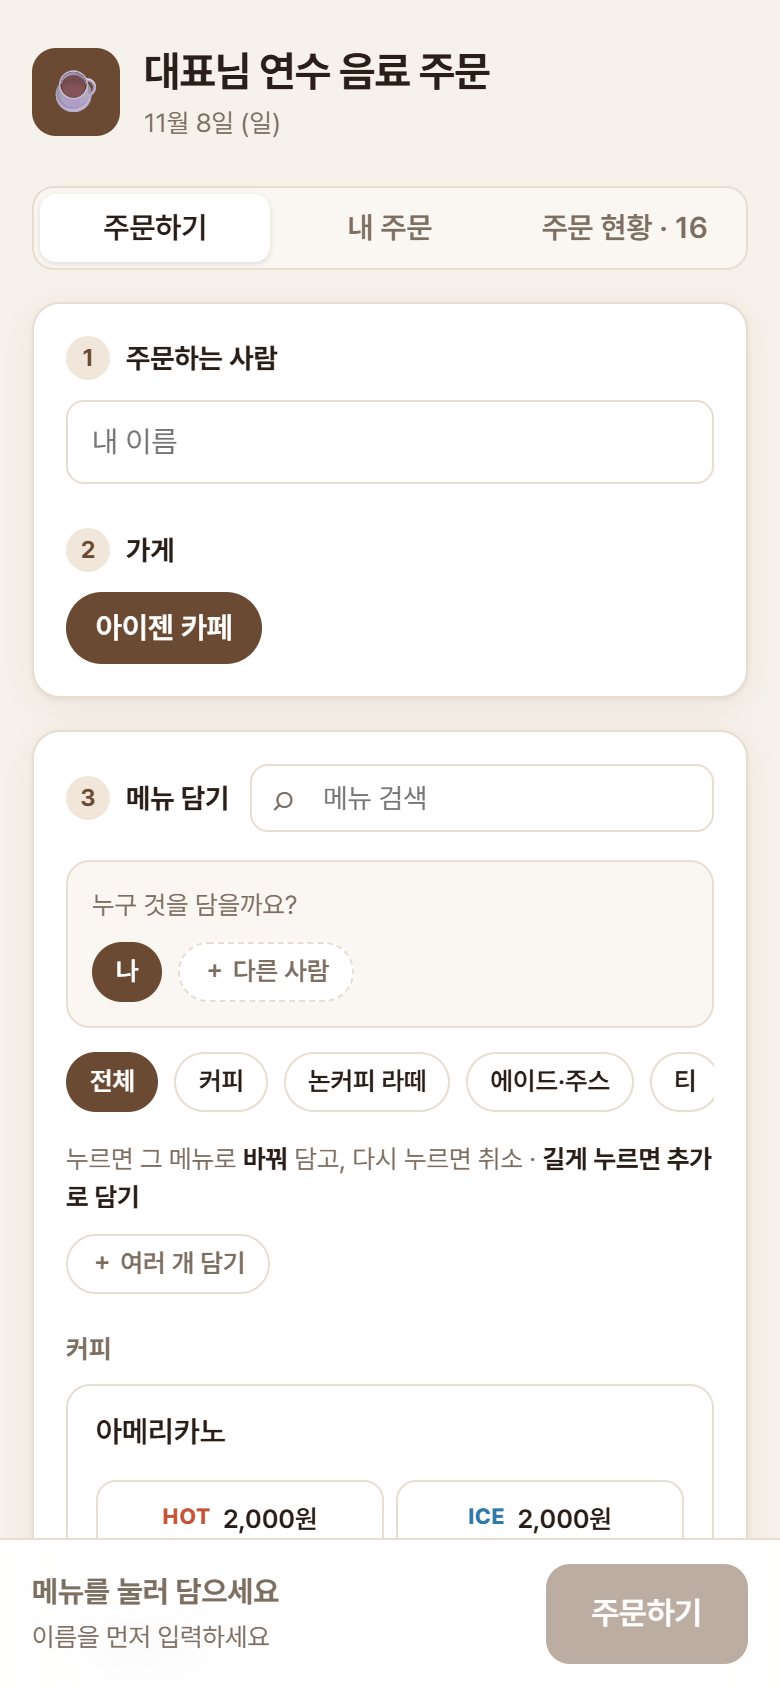 대표님 연수 음료 주문
11월 8일 (일)
주문하기
내 주문
주문 현황 · 16
1 주문하는 사람
내 이름
2 가게
아이젠 카페
3 메뉴 담기
메뉴 검색
누구 것을 담을까요?
나
+ 다른 사람
전체
커피
논커피 라떼
에이드·주스
티
누르면 그 메뉴로 바꿔 담고, 다시 누르면 취소 · 길게 누르면 추가
로 담기
+ 여러 개 담기
커피
아메리카노
HOT 2,000원
ICE 2,000원
메뉴를 눌러 담으세요
이름을 먼저 입력하세요
주문하기